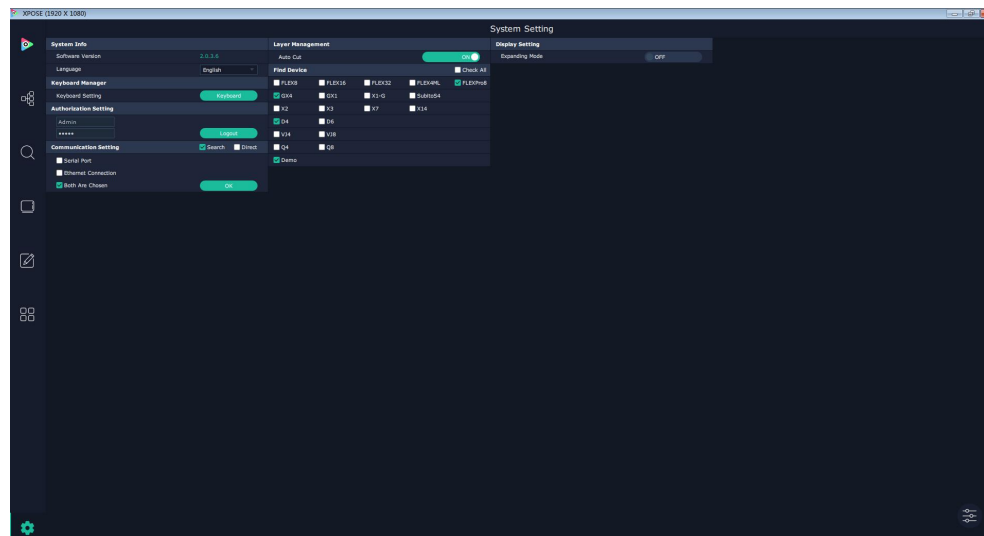 XPOSE (1920 X 1080)
System Setting
System Info
Software Version 2.0.3.6
Language English
Keyboard Manager
Keyboard Setting Keyboard
Authorization Setting
Admin
***** Logout
Communication Setting Search Direct
Serial Port
Ethernet Connection
Both Are Chosen OK
Layer Management
Auto Cut ON
Find Device Check All
FLEX8 FLEX16 FLEX32 FLEX4ML FLEXPro8
GX4 GX1 X1-G SubitoS4
X2 X3 X7 X14
D4 D6
VJ4 VJ8
Q4 Q8
Demo
Display Setting
Expanding Mode OFF